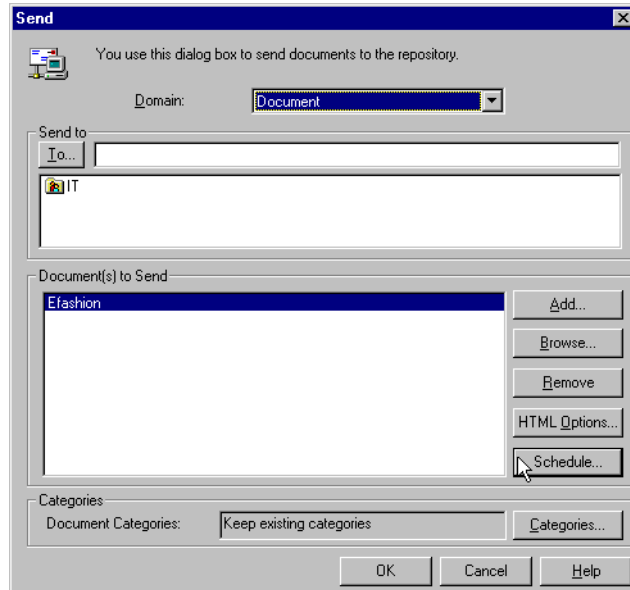 Send
You use this dialog box to send documents to the repository.
Domain: Document
Send to
To...
IT
Document(s) to Send
Efashion
Add...
Browse...
Remove
HTML Options...
Schedule...
Categories
Document Categories: Keep existing categories Categories...
OK Cancel Help